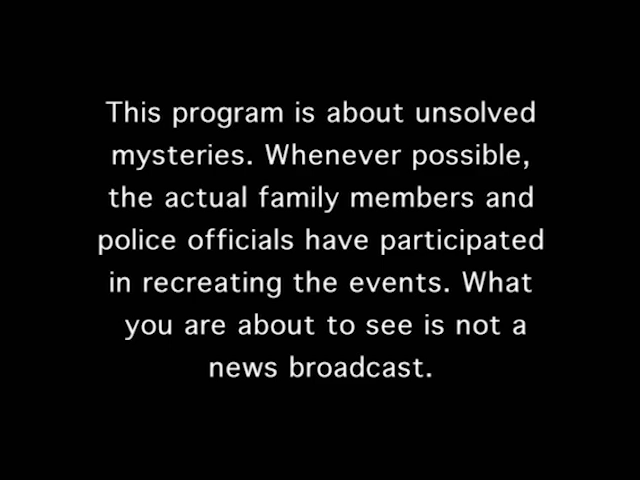 This program is about unsolved
mysteries. Whenever possible,
the actual family members and
police officials have participated
in recreating the events. What
you are about to see is not a
news broadcast.